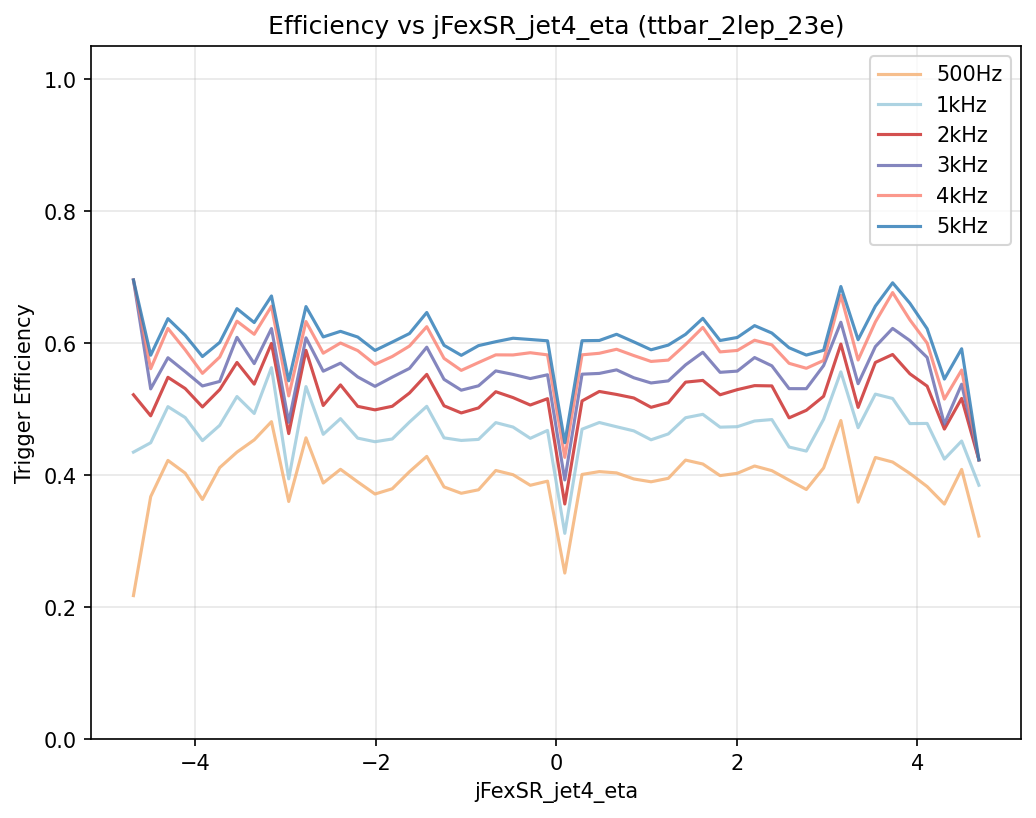 Efficiency vs jFexSR_jet4_eta (ttbar_2lep_23e)
500Hz
1kHz
2kHz
3kHz
4kHz
5kHz
Trigger Efficiency
1.0
0.8
0.6
0.4
0.2
0.0
−4
−2
0
2
4
jFexSR_jet4_eta